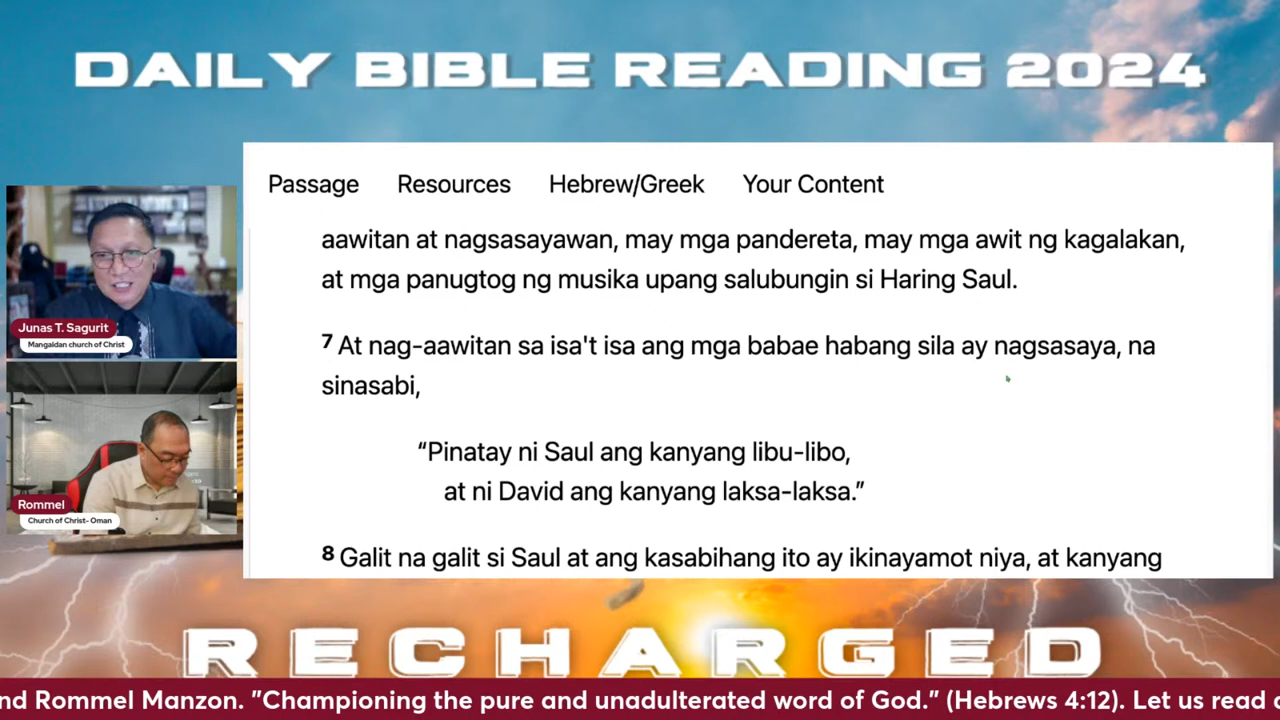 DAILY BIBLE READING 2024
Passage Resources Hebrew/Greek Your Content
aawitan at nagsasayawan, may mga pandereta, may mga awit ng kagalakan,
at mga panugtog ng musika upang salubungin si Haring Saul.
7 At nag-aawitan sa isa't isa ang mga babae habang sila ay nagsasaya, na
sinasabi,
“Pinatay ni Saul ang kanyang libu-libo,
at ni David ang kanyang laksa-laksa.”
8 Galit na galit si Saul at ang kasabihang ito ay ikinayamot niya, at kanyang
Junas T. Sagurit
Mangaldan church of Christ
Rommel
Church of Christ- Oman
RECHARGED
nd Rommel Manzon. "Championing the pure and unadulterated word of God." (Hebrews 4:12). Let us read